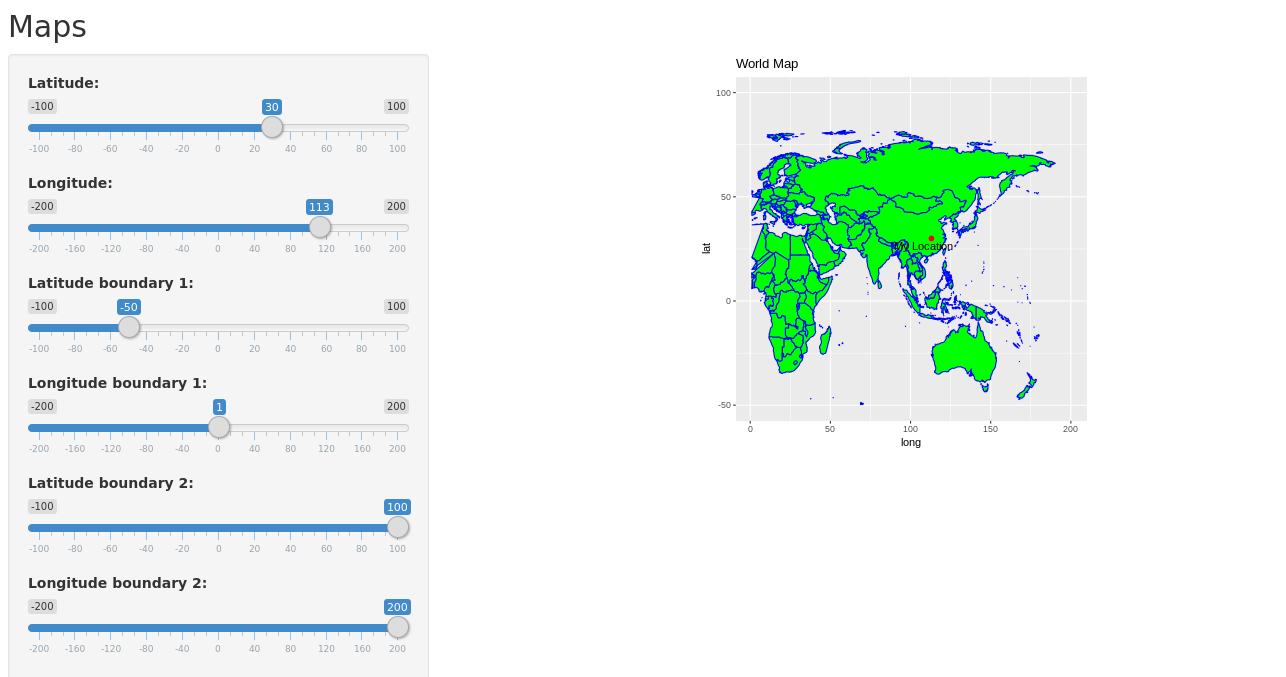 Maps
Latitude:
-100 30 100
-100 -80 -60 -40 -20 0 20 40 60 80 100
Longitude:
-200 113 200
-200 -160 -120 -80 -40 0 40 80 120 160 200
Latitude boundary 1:
-100 -50 100
-100 -80 -60 -40 -20 0 20 40 60 80 100
Longitude boundary 1:
-200 1 200
-200 -160 -120 -80 -40 0 40 80 120 160 200
Latitude boundary 2:
-100 100
-100 -80 -60 -40 -20 0 20 40 60 80 100
Longitude boundary 2:
-200 200
-200 -160 -120 -80 -40 0 40 80 120 160 200
World Map
100
50
0
-50
lat
My Location
0 50 100 150 200
long